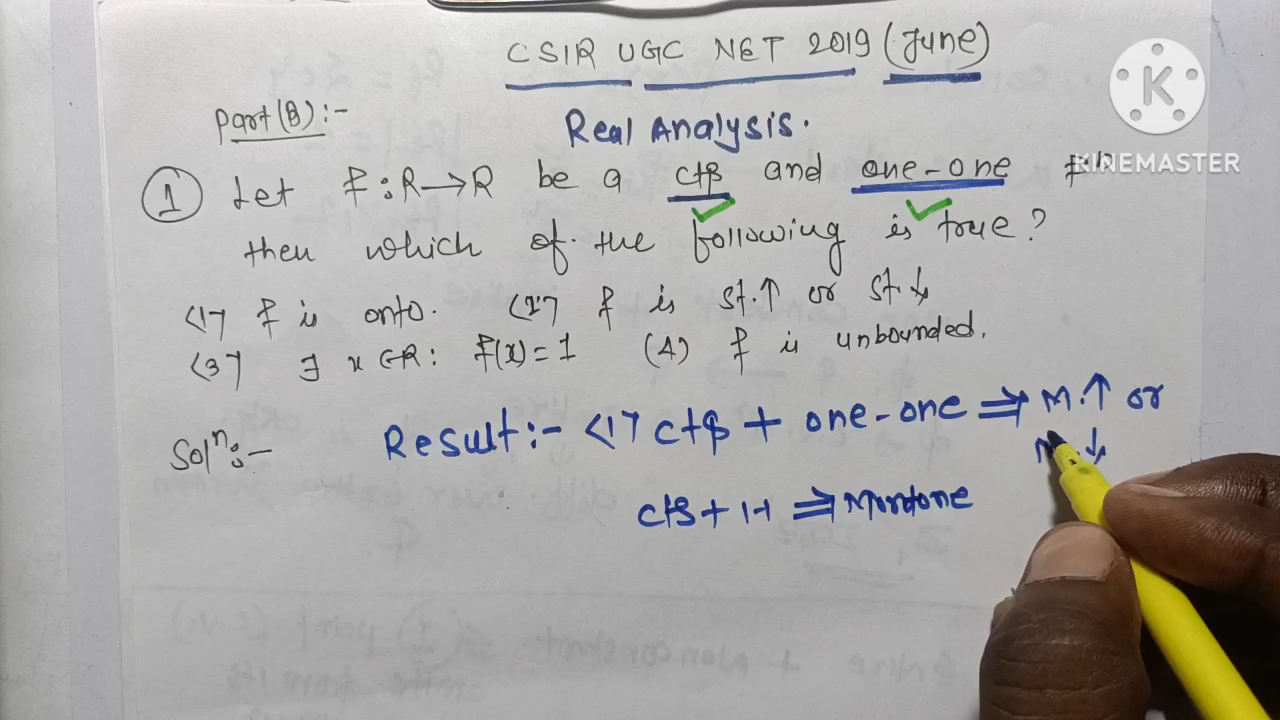 CSIR UGC NET 2019 (June)
Part (B):-
Real Analysis.
KINEMASTER
① Let f: R→R be a cts and one-one fⁿ
then which of the following is true?
<1> f is onto. <2> f is st.↑ or st.↓
<3> ∃ x∈R: f(x)=1 (4) f is unbounded.
Solⁿ:- Result:- <1> cts + one-one ⇒ M.↑ or
M.↓
cts + 1-1 ⇒ Monotone